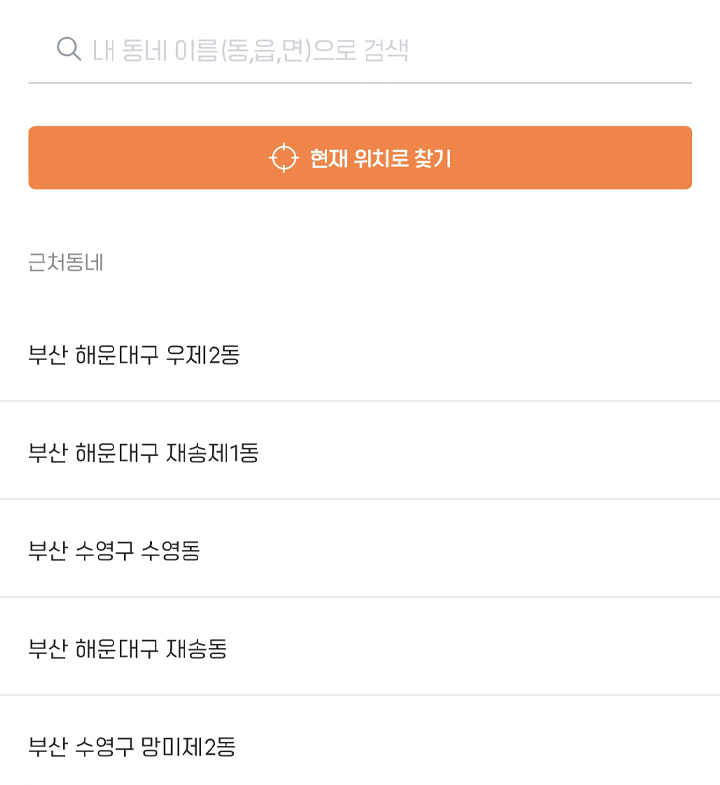 내 동네 이름(동,읍,면)으로 검색
현재 위치로 찾기
근처동네
부산 해운대구 우제2동
부산 해운대구 재송제1동
부산 수영구 수영동
부산 해운대구 재송동
부산 수영구 망미제2동